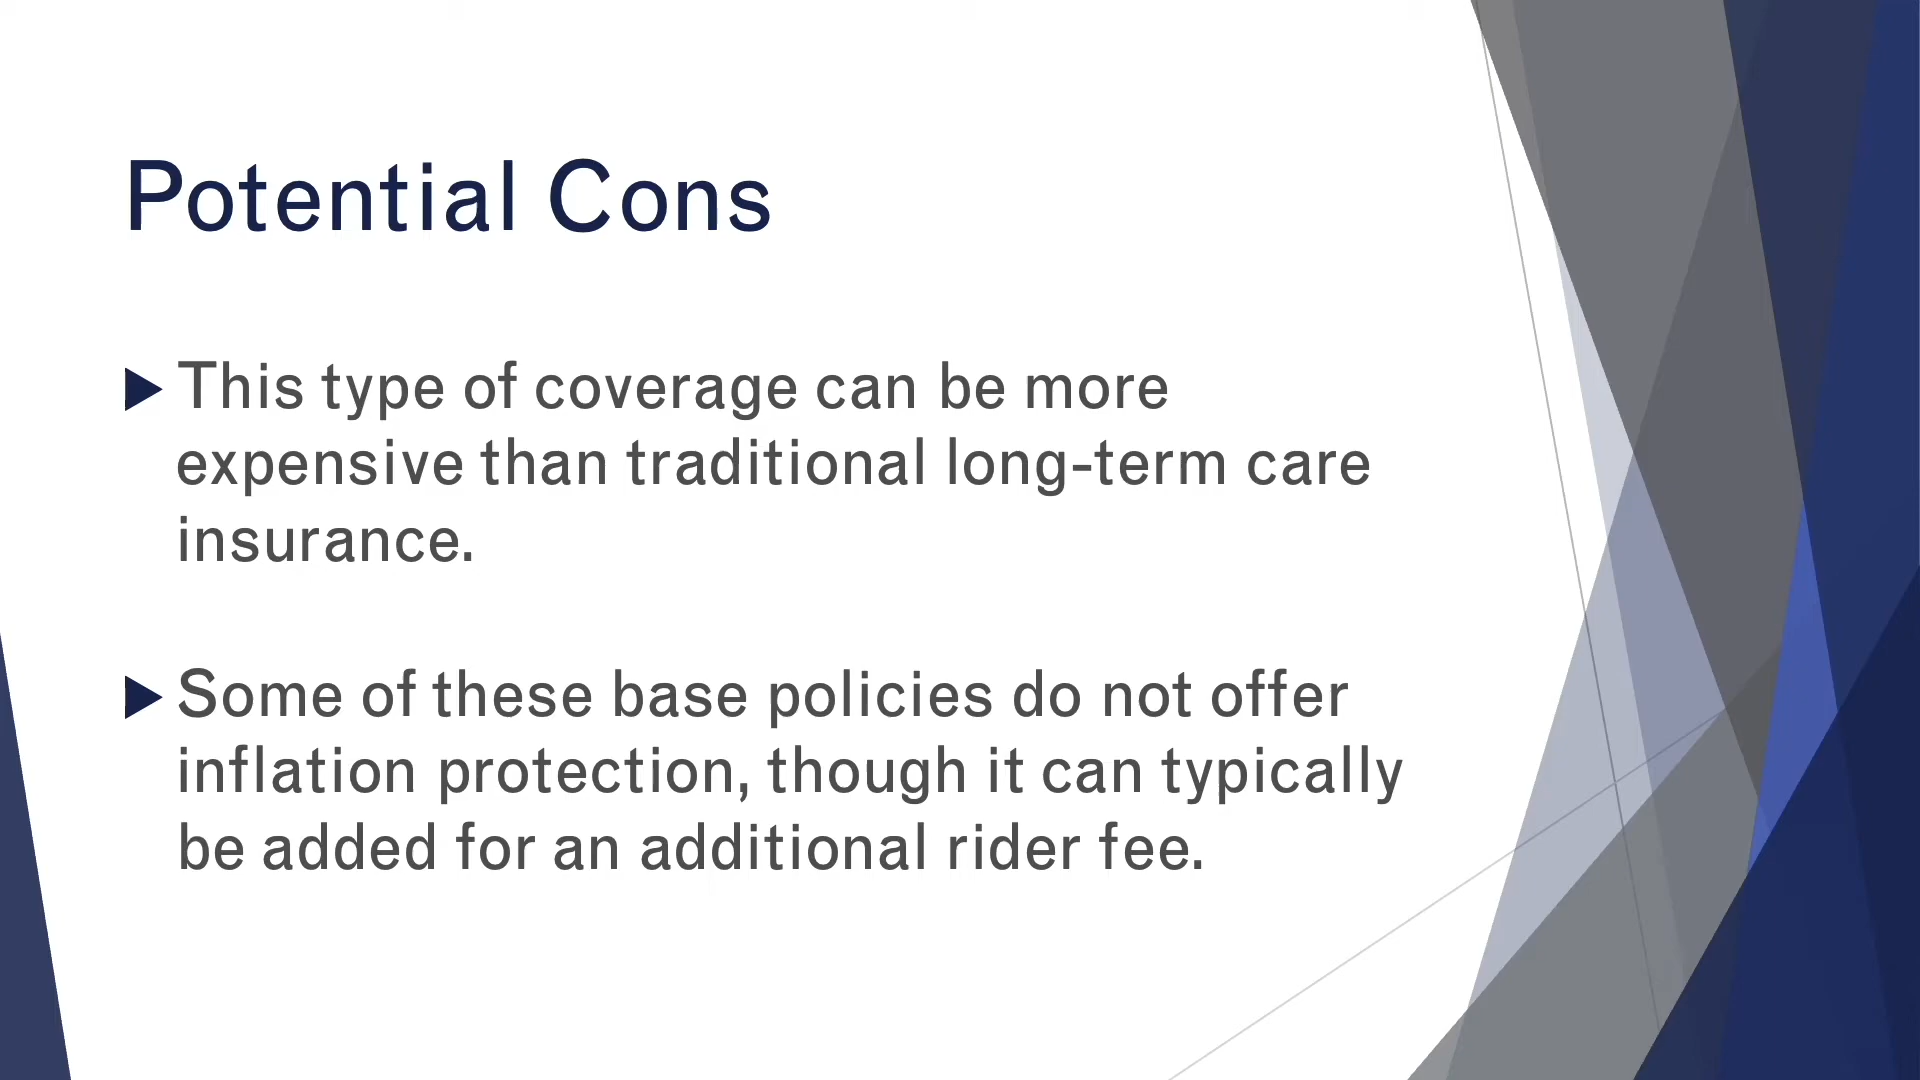 Potential Cons
This type of coverage can be more
expensive than traditional long-term care
insurance.
Some of these base policies do not offer
inflation protection, though it can typically
be added for an additional rider fee.